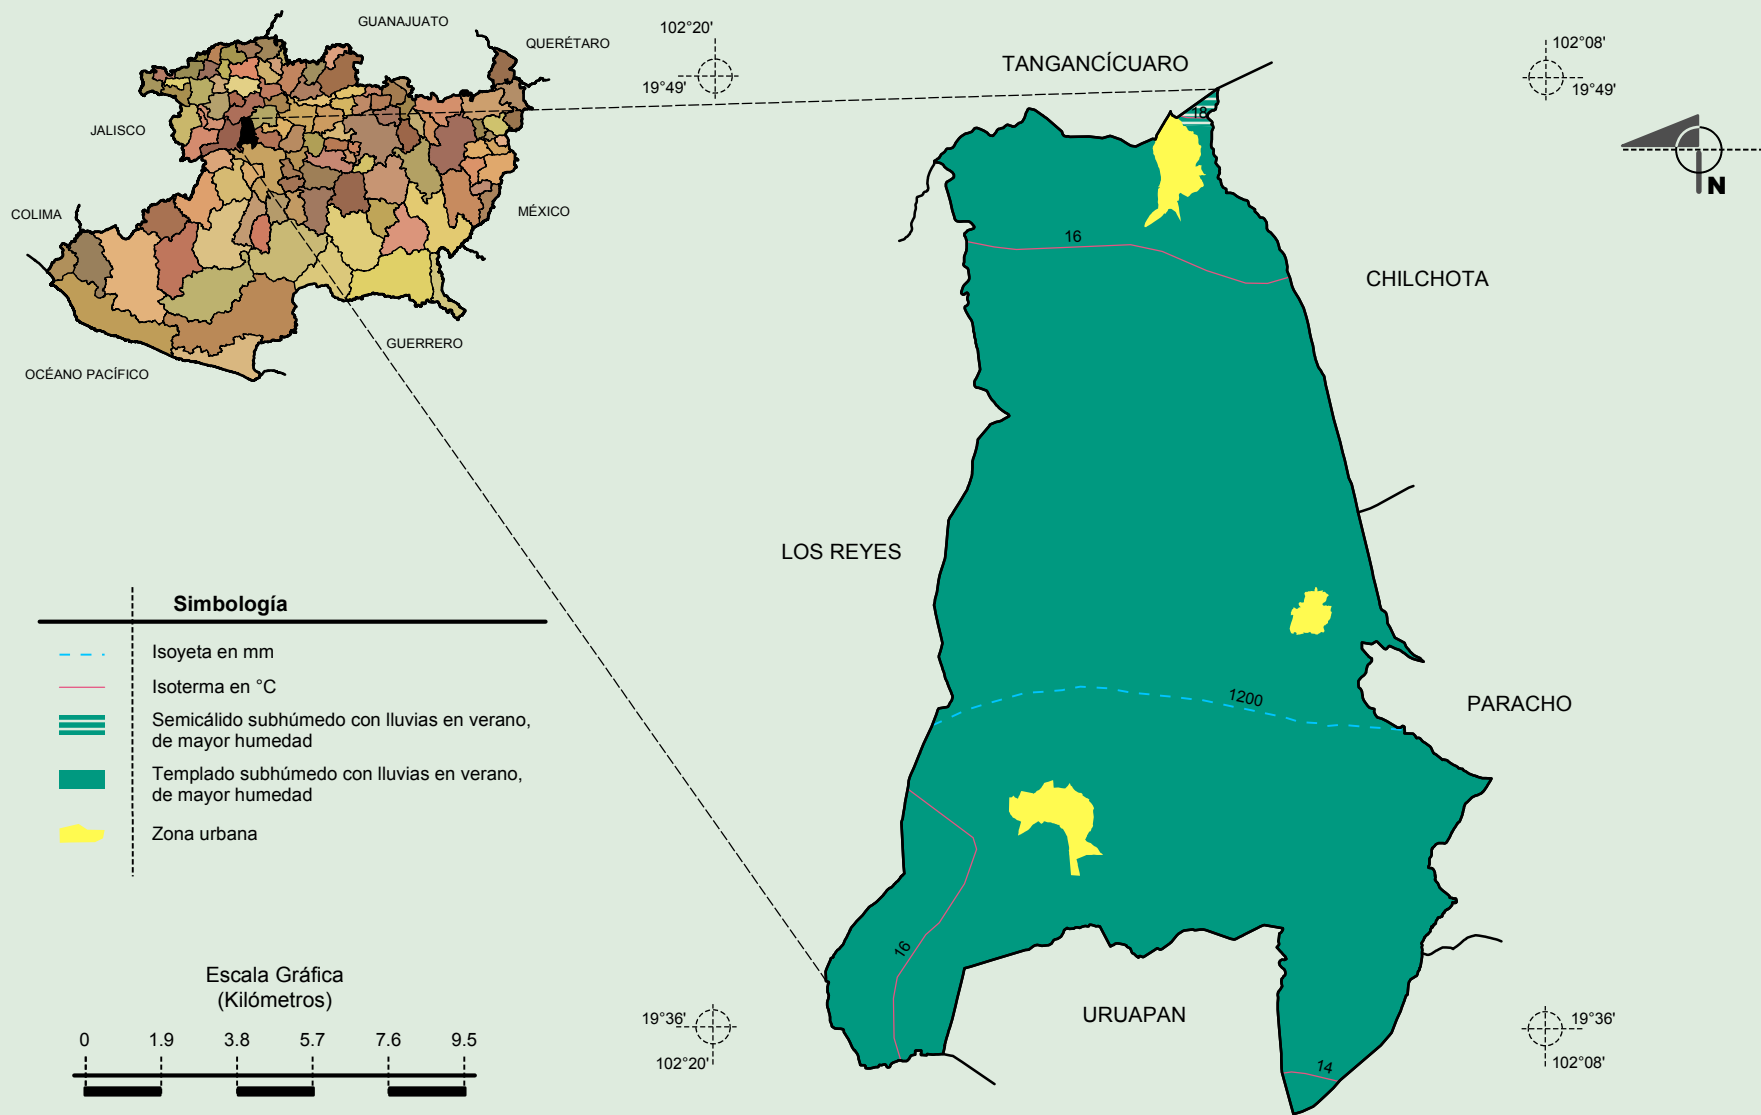 GUANAJUATO
QUERÉTARO
JALISCO
COLIMA
MÉXICO
GUERRERO
OCÉANO PACÍFICO
102°20'
19°49'
TANGANCÍCUARO
102°08'
19°49'
N
18
16
CHILCHOTA
LOS REYES
1200
PARACHO
16
URUAPAN
14
19°36'
102°20'
19°36'
102°08'
Simbología
Isoyeta en mm
Isoterma en °C
Semicálido subhúmedo con lluvias en verano,
de mayor humedad
Templado subhúmedo con lluvias en verano,
de mayor humedad
Zona urbana
Escala Gráfica
(Kilómetros)
0 1.9 3.8 5.7 7.6 9.5